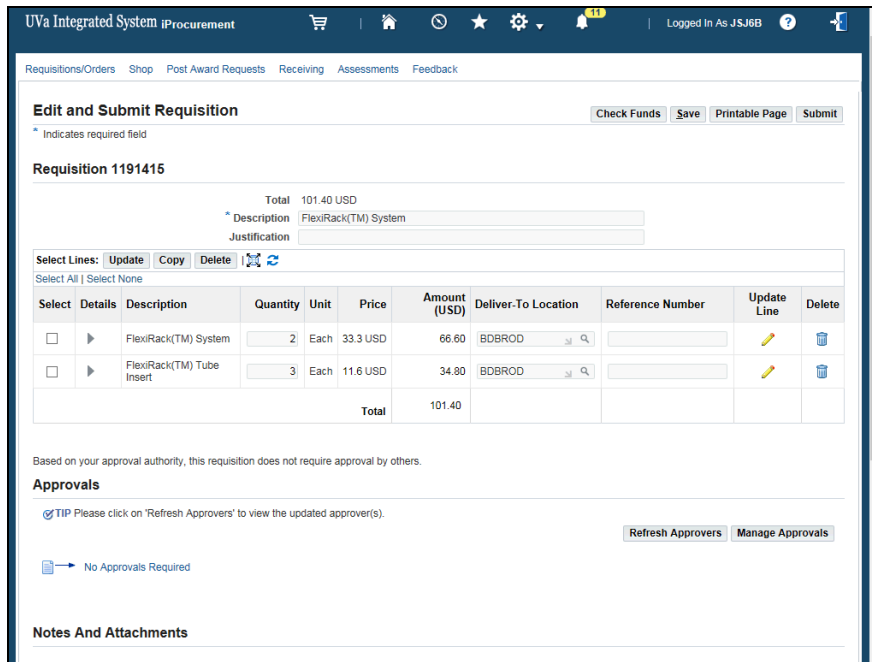 UVa Integrated System iProcurement | 11 | Logged In As JSJ6B ?
Requisitions/Orders Shop Post Award Requests Receiving Assessments Feedback
Edit and Submit Requisition Check Funds Save Printable Page Submit
* Indicates required field
Requisition 1191415
Total 101.40 USD
* Description FlexiRack(TM) System
Justification
Select Lines: Update Copy Delete |
Select All | Select None
Select Details Description Quantity Unit Price Amount (USD) Deliver-To Location Reference Number Update Line Delete
FlexiRack(TM) System 2 Each 33.3 USD 66.60 BDBROD
FlexiRack(TM) Tube Insert 3 Each 11.6 USD 34.80 BDBROD
Total 101.40
Based on your approval authority, this requisition does not require approval by others.
Approvals
TIP Please click on 'Refresh Approvers' to view the updated approver(s).
Refresh Approvers Manage Approvals
No Approvals Required
Notes And Attachments